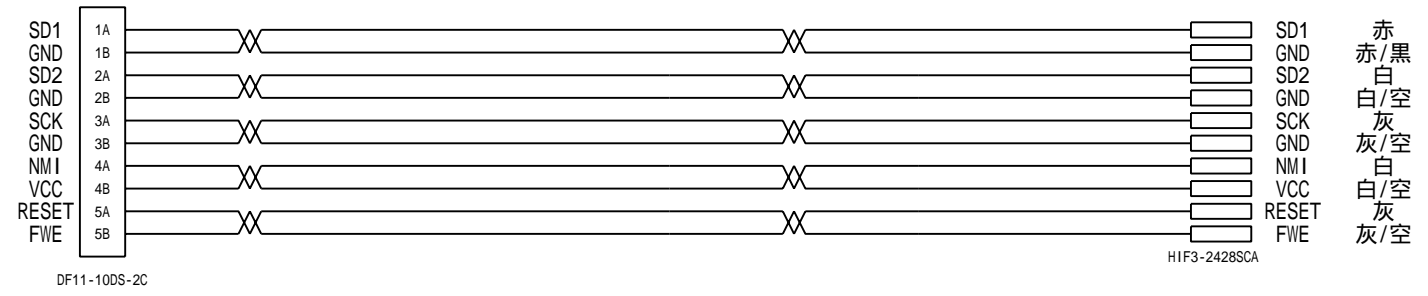 SD1 1A SD1 赤
GND 1B GND 赤/黒
SD2 2A SD2 白
GND 2B GND 白/空
SCK 3A SCK 灰
GND 3B GND 灰/空
NMI 4A NMI 白
VCC 4B VCC 白/空
RESET 5A RESET 灰
FWE 5B FWE 灰/空
HIF3-2428SCA
DF11-10DS-2C